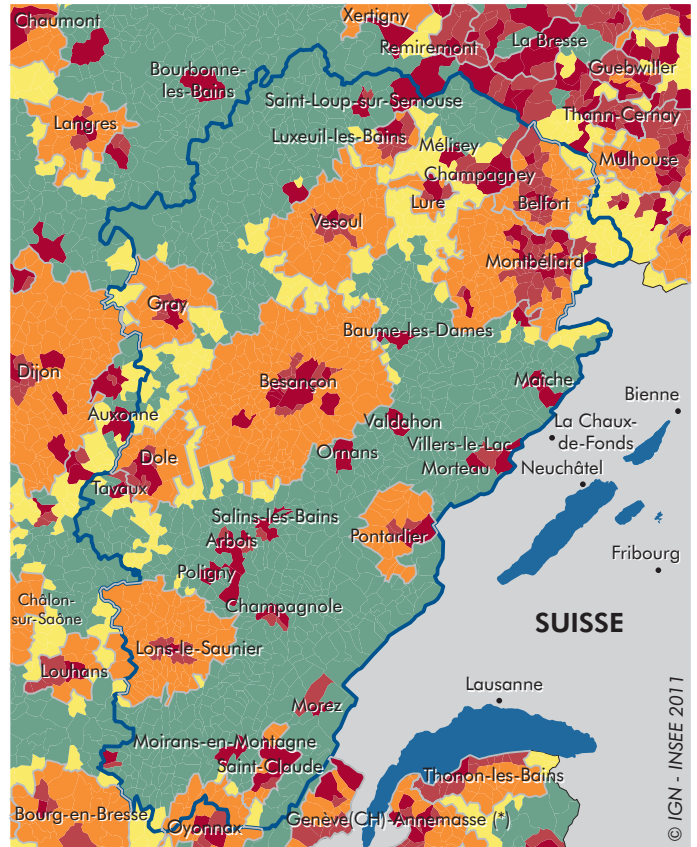 Chaumont
Xertigny
Remiremont
La Bresse
Guebwiller
Bourbonne-
les-Bains
Saint-Loup-sur-Semouse
Thann-Cernay
Langres
Luxeuil-les-Bains
Mélisey
Mulhouse
Champagney
Lure
Belfort
Vesoul
Montbéliard
Gray
Baume-les-Dames
Dijon
Besançon
Maîche
Bienne
Auxonne
Valdahon
La Chaux-
de-Fonds
Villers-le-Lac
Ornans
Dole
Morteau
Neuchâtel
Tavaux
Salins-les-Bains
Arbois
Pontarlier
Fribourg
Poligny
Châlon-
sur-Saône
Champagnole
SUISSE
Lons-le-Saunier
Louhans
Lausanne
Morez
Moirans-en-Montagne
Saint-Claude
Thonon-les-Bains
Bourg-en-Bresse
Oyonnax
Genève(CH)-Annemasse (*)
© IGN - INSEE 2011